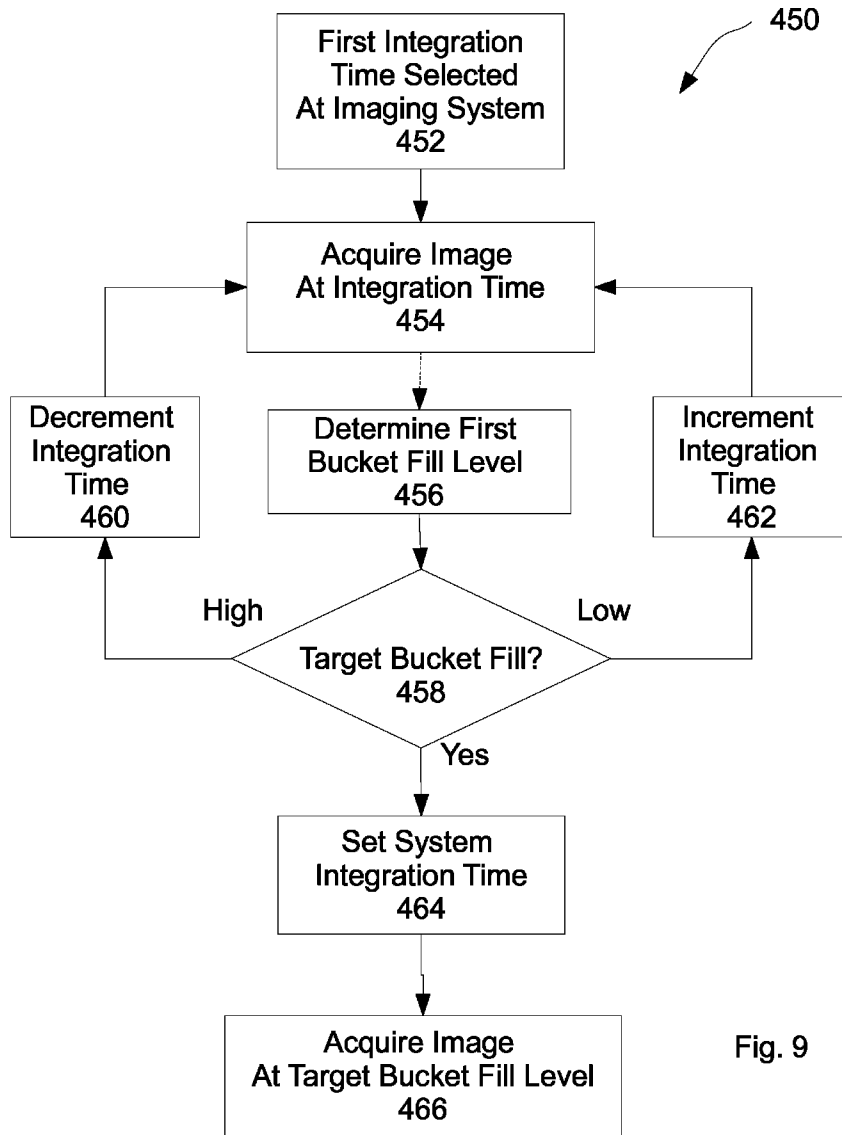 450
First Integration
Time Selected
At Imaging System
452
Acquire Image
At Integration Time
454
Decrement
Integration
Time
460
Determine First
Bucket Fill Level
456
Increment
Integration
Time
462
High
Low
Target Bucket Fill?
458
Yes
Set System
Integration Time
464
Acquire Image
At Target Bucket Fill Level
466
Fig. 9